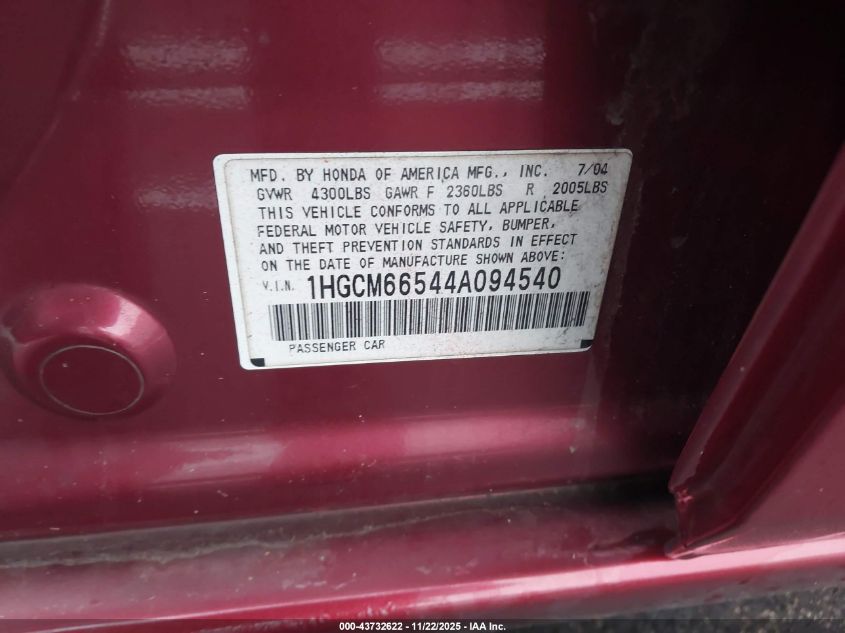 MFD. BY HONDA OF AMERICA MFG., INC. 7/04
GVWR 4300LBS GAWR F 2360LBS R 2005LBS
THIS VEHICLE CONFORMS TO ALL APPLICABLE
FEDERAL MOTOR VEHICLE SAFETY, BUMPER,
AND THEFT PREVENTION STANDARDS IN EFFECT
ON THE DATE OF MANUFACTURE SHOWN ABOVE:
V.I.N. 1HGCM66544A094540
PASSENGER CAR
000-43732622 - 11/22/2025 - IAA Inc.